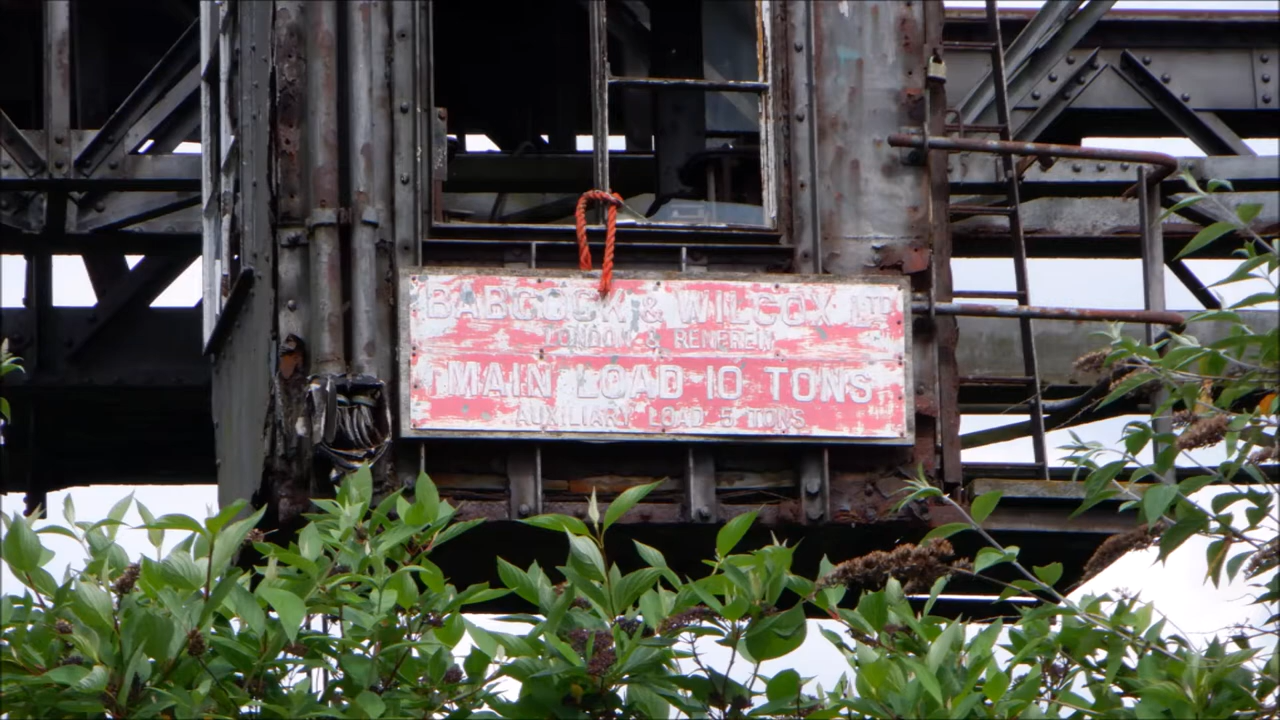 BABCOCK & WILCOX LTD
LONDON & RENFREW
MAIN LOAD 10 TONS
AUXILIARY LOAD 5 TONS